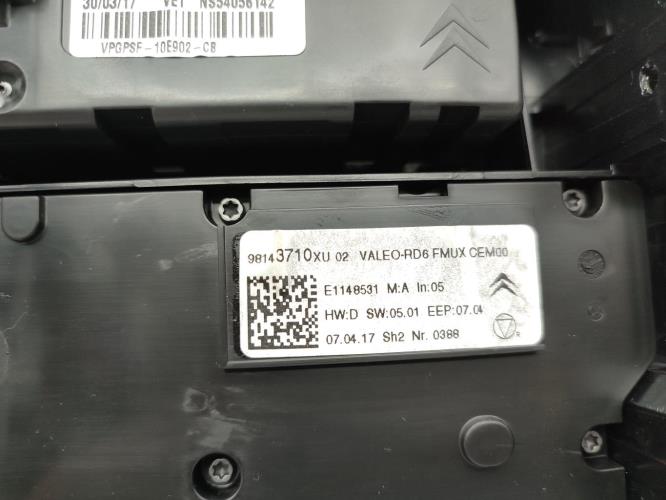 30/03/17 VET NS54056142
VPGPSF-10E902-CB
98143710XU 02 VALEO-RD6 FMUX CEM00
E1148531 M:A In:05
HW:D SW:05.01 EEP:07.04
07.04.17 Sh2 Nr. 0388
R